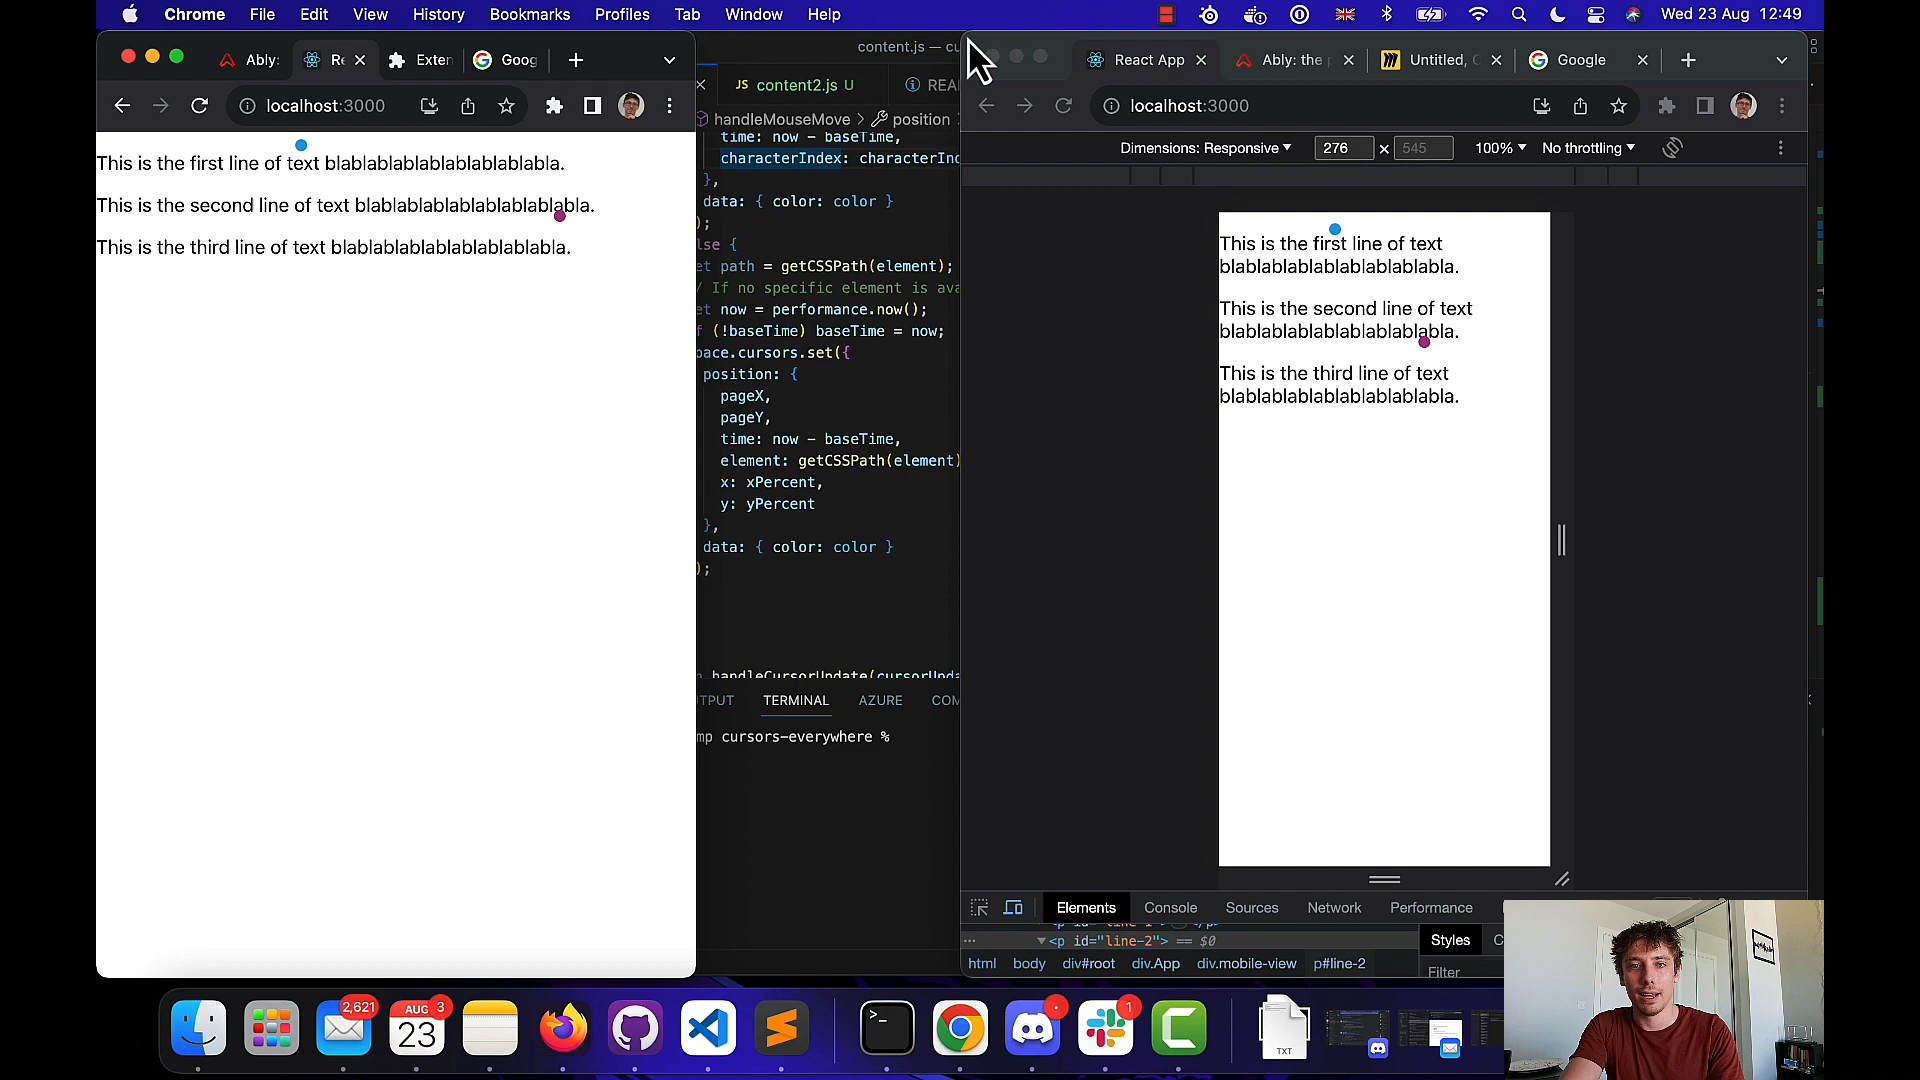 Chrome File Edit View History Bookmarks Profiles Tab Window Help
Wed 23 Aug 12:49
Ably: Re Exten Goog
localhost:3000
This is the first line of text blablablablablablablablabla.
This is the second line of text blablablablablablablablabla.
This is the third line of text blablablablablablablablabla.
content.js — cu
JS content2.js U REA
handleMouseMove > position >
time: now - baseTime,
characterIndex: characterInd
},
data: { color: color }
);
lse {
et path = getCSSPath(element);
/ If no specific element is ava
et now = performance.now();
f (!baseTime) baseTime = now;
pace.cursors.set({
position: {
pageX,
pageY,
time: now - baseTime,
element: getCSSPath(element)
x: xPercent,
y: yPercent
},
data: { color: color }
);
handleCursorUpdate(cursorUpda
TPUT TERMINAL AZURE COM
mp cursors-everywhere %
React App Ably: the p Untitled, C Google
localhost:3000
Dimensions: Responsive 276 × 545 100% No throttling
This is the first line of text
blablablablablablablablabla.
This is the second line of text
blablablablablablablablabla.
This is the third line of text
blablablablablablablablabla.
Elements Console Sources Network Performance
<p id="line-2"> == $0
html body div#root div.App div.mobile-view p#line-2
Styles C
Filter
2,621
AUG 3
23
1
TXT